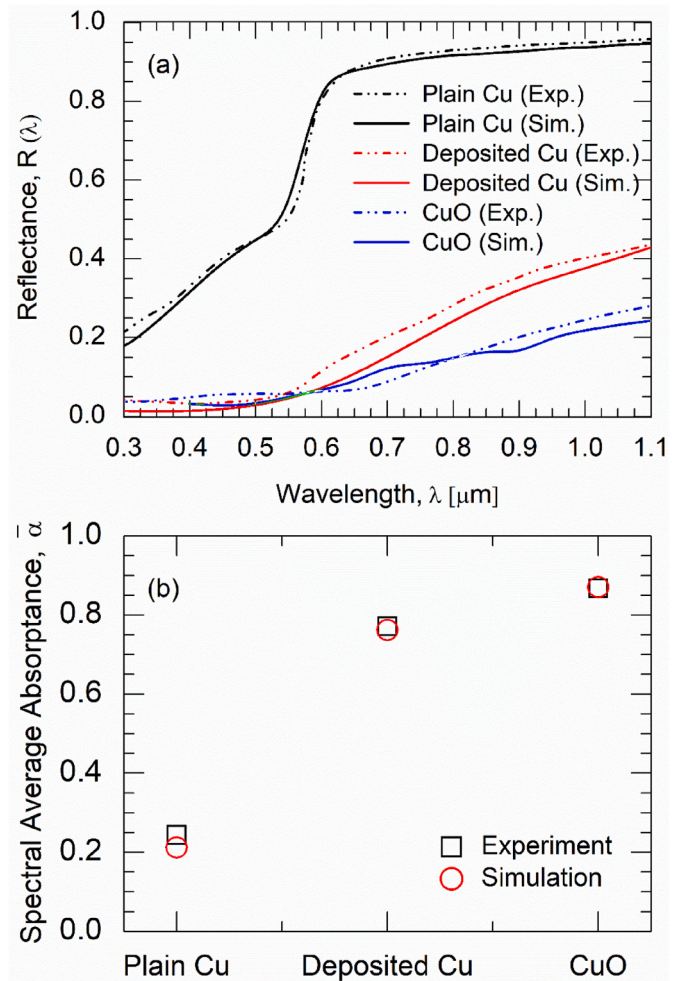 1.0
0.8
0.6
0.4
0.2
0.0
Reflectance, R (λ)
(a)
Plain Cu (Exp.)
Plain Cu (Sim.)
Deposited Cu (Exp.)
Deposited Cu (Sim.)
CuO (Exp.)
CuO (Sim.)
0.3 0.4 0.5 0.6 0.7 0.8 0.9 1.0 1.1
Wavelength, λ [μm]
1.0
0.8
0.6
0.4
0.2
0.0
Spectral Average Absorptance, α̅
(b)
Experiment
Simulation
Plain Cu Deposited Cu CuO